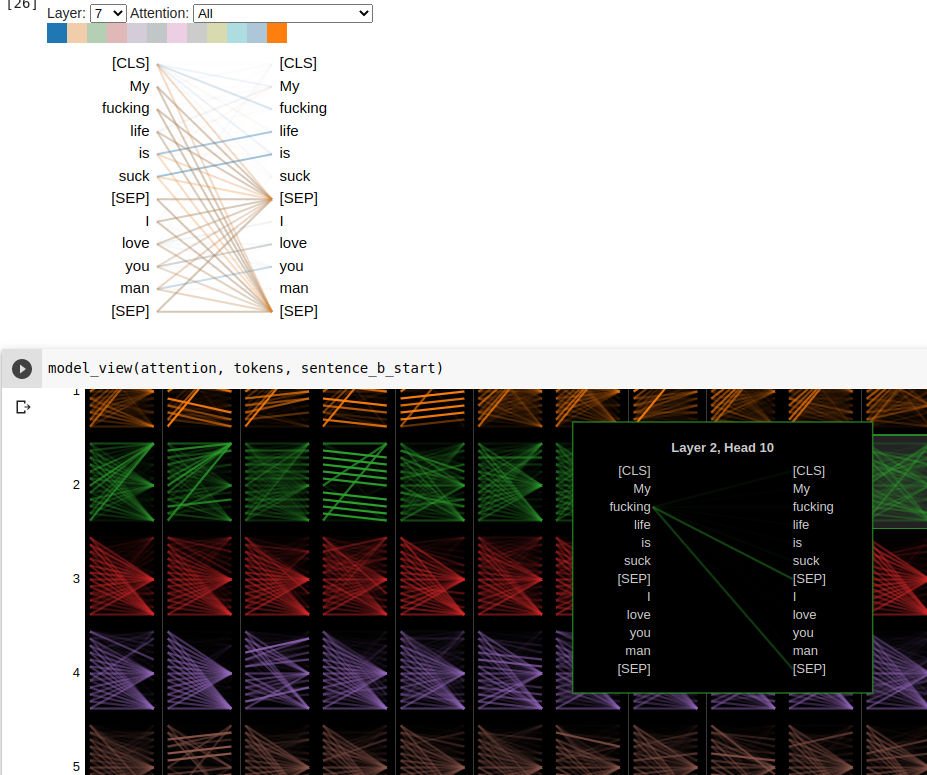 [26]
Layer: 7 Attention: All
[CLS] [CLS]
My My
fucking fucking
life life
is is
suck suck
[SEP] [SEP]
I I
love love
you you
man man
[SEP] [SEP]
model_view(attention, tokens, sentence_b_start)
1
2
3
4
5
Layer 2, Head 10
[CLS] [CLS]
My My
fucking fucking
life life
is is
suck suck
[SEP] [SEP]
I I
love love
you you
man man
[SEP] [SEP]